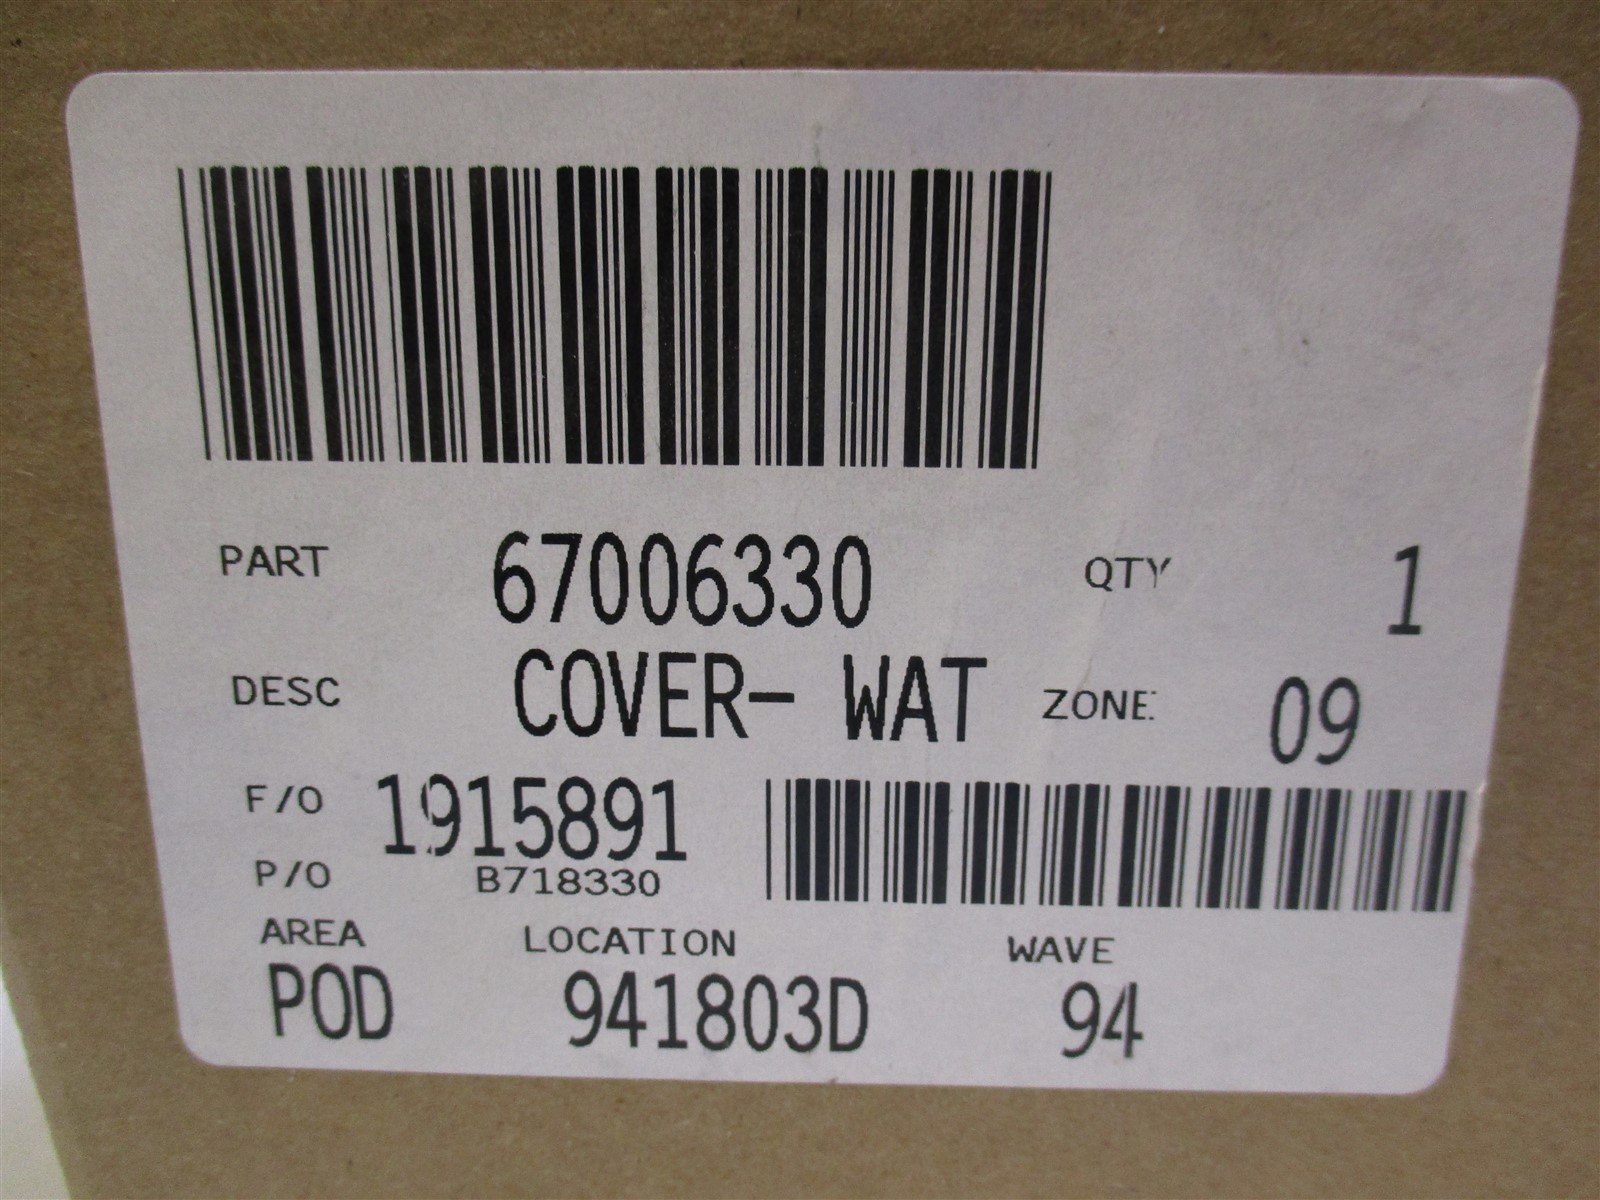 PART 67006330 QTY 1
DESC COVER- WAT ZONE: 09
F/O 1915891
P/O B718330
AREA LOCATION WAVE
POD 941803D 94